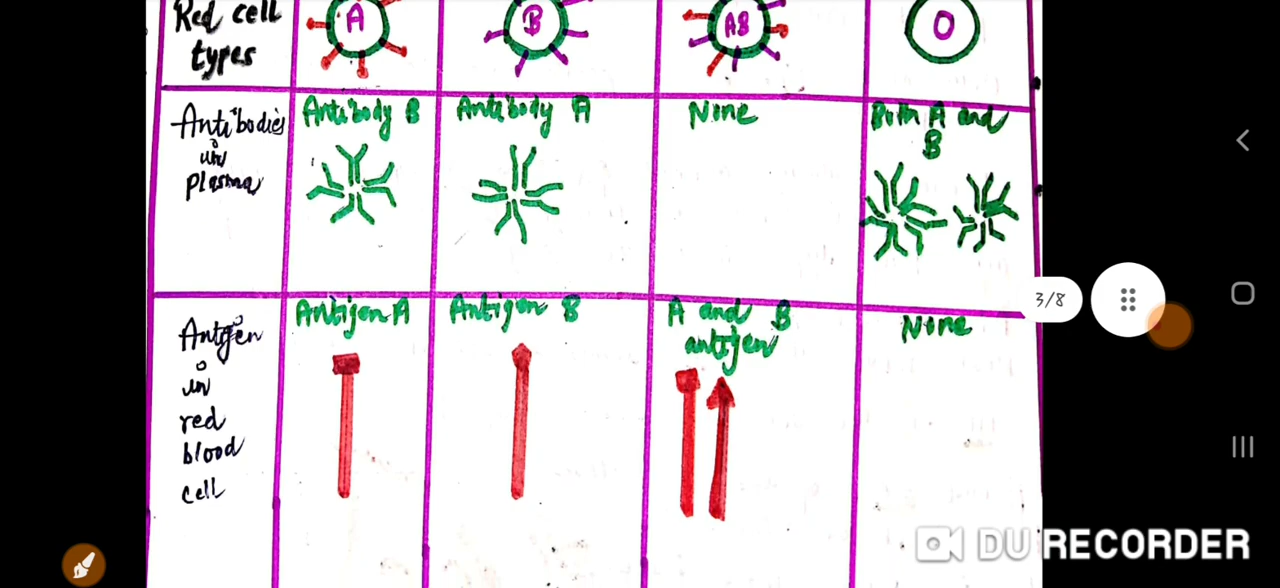 Red cell
types
A
B
AB
O
Antibodies
in
plasma
Antibody B
Antibody A
None
Both A and
B
Antigen
in
red
blood
cell
Antigen A
Antigen B
A and B
antigen
None
3/8
DU RECORDER